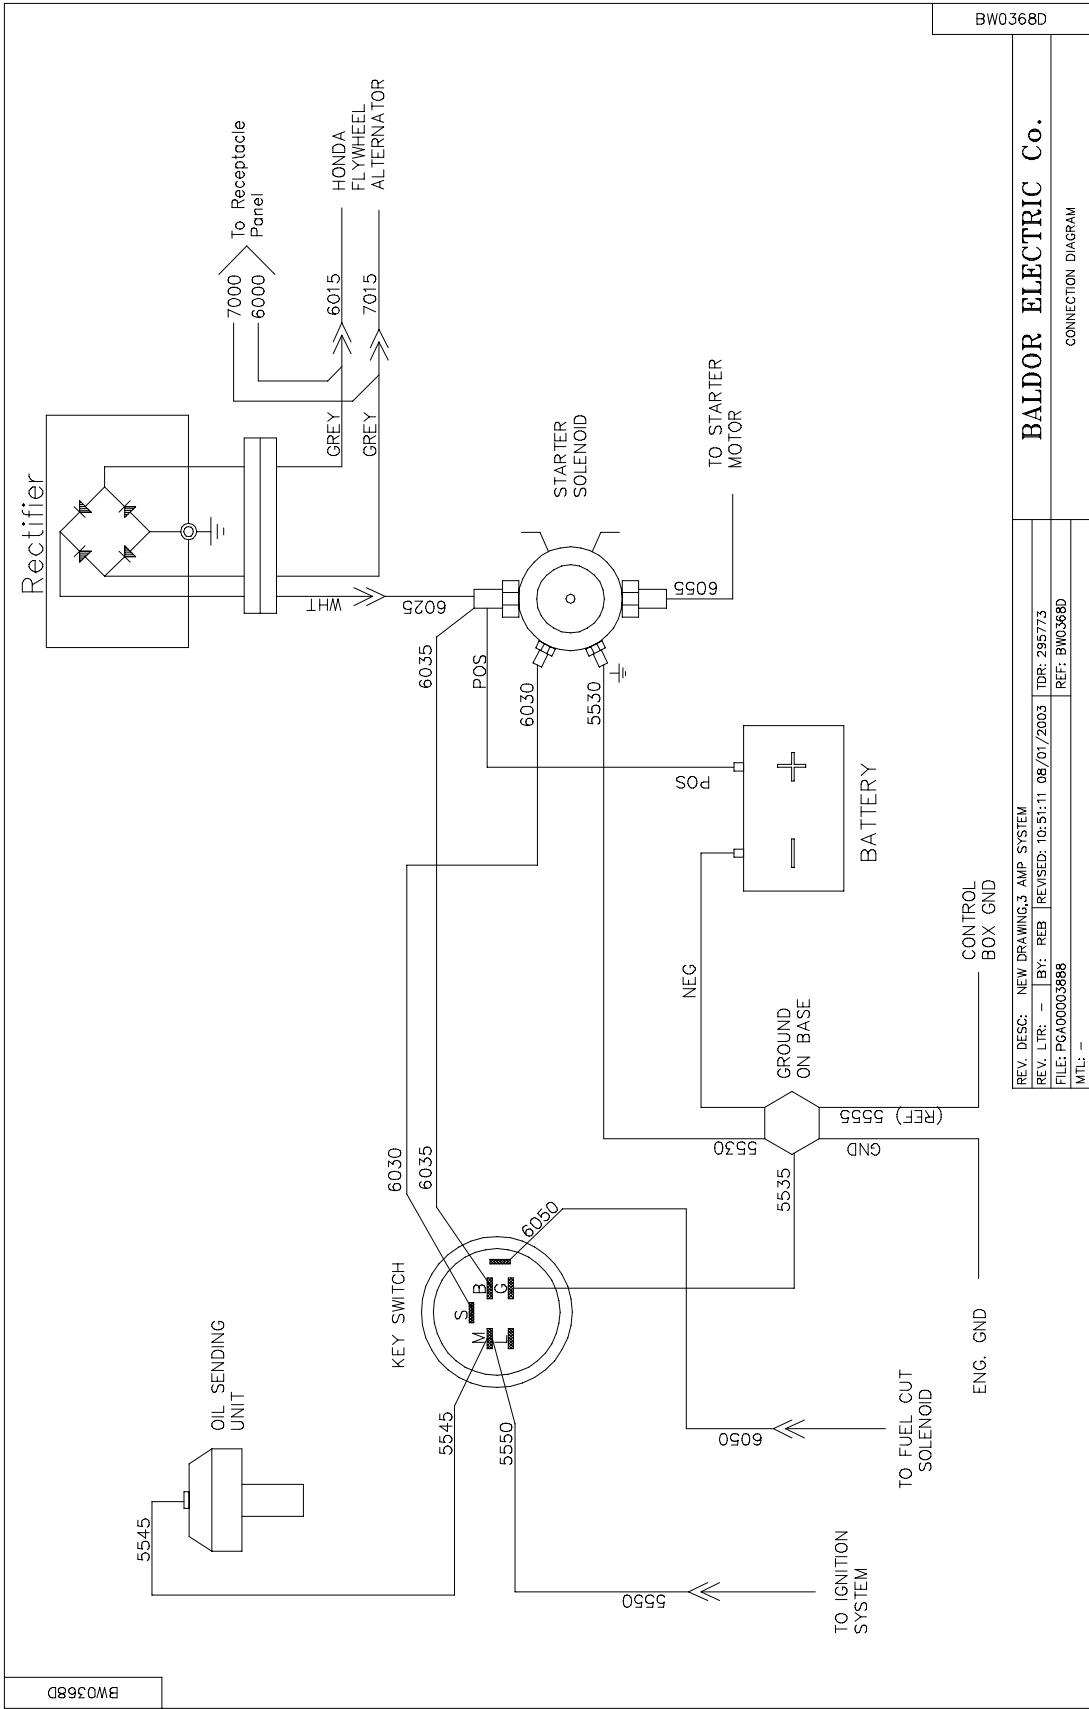 BW0368D
Rectifier
7000
6000
To Receptacle
Panel
6015
7015
HONDA
FLYWHEEL
ALTERNATOR
GREY
GREY
WHT
6025
6035
POS
6030
5530
STARTER
SOLENOID
6055
TO STARTER
MOTOR
POS
BATTERY
NEG
GROUND
ON BASE
CONTROL
BOX GND
5555 (REF)
GND
5530
5535
6030
6035
6050
KEY SWITCH
S
B
G
M
L
OIL SENDING
UNIT
5545
5545
5550
5550
TO IGNITION
SYSTEM
6050
TO FUEL CUT
SOLENOID
ENG. GND
BW0368D
REV. DESC: NEW DRAWING,3 AMP SYSTEM
REV. LTR: - BY: REB REVISED: 10:51:11 08/01/2003 TDR: 295773
FILE: PGA00003888 REF: BW0368D
MTL: -
BALDOR ELECTRIC Co.
CONNECTION DIAGRAM